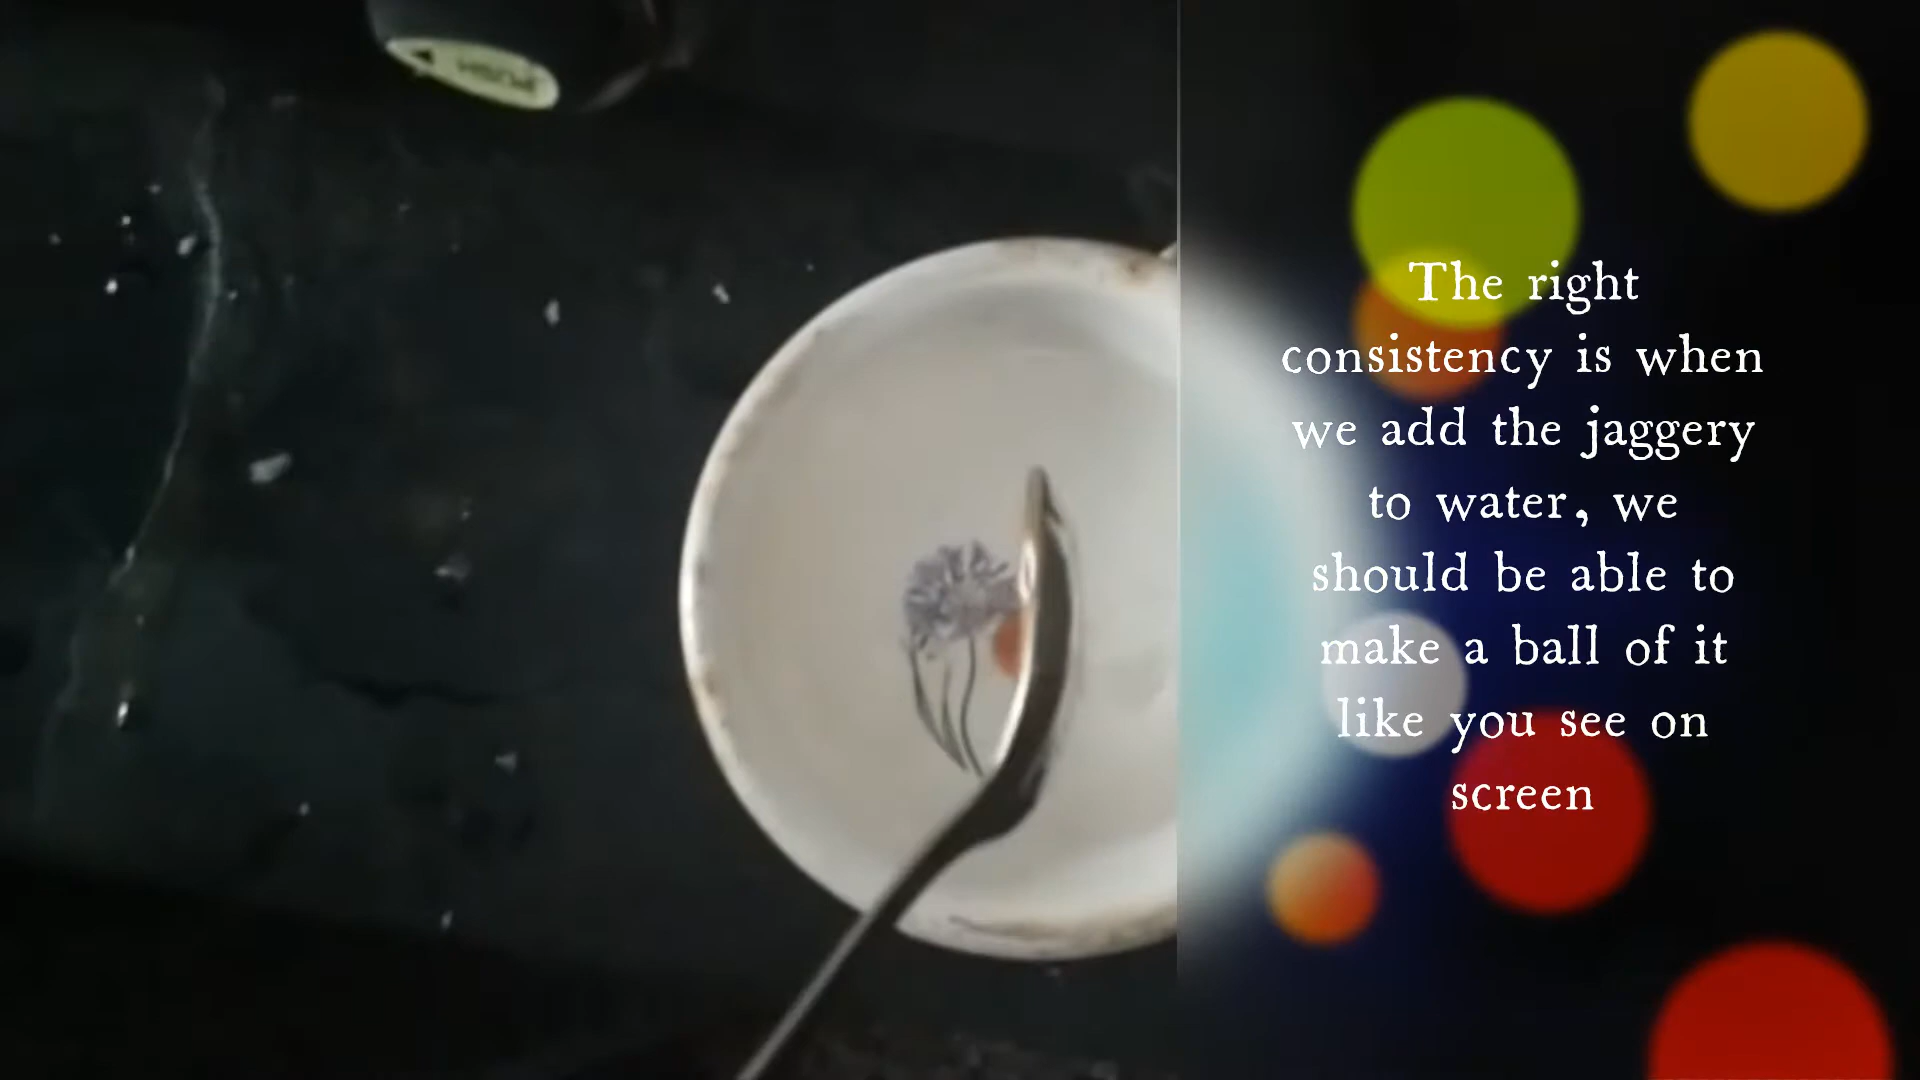 PUSH
The right
consistency is when
we add the jaggery
to water, we
should be able to
make a ball of it
like you see on
screen